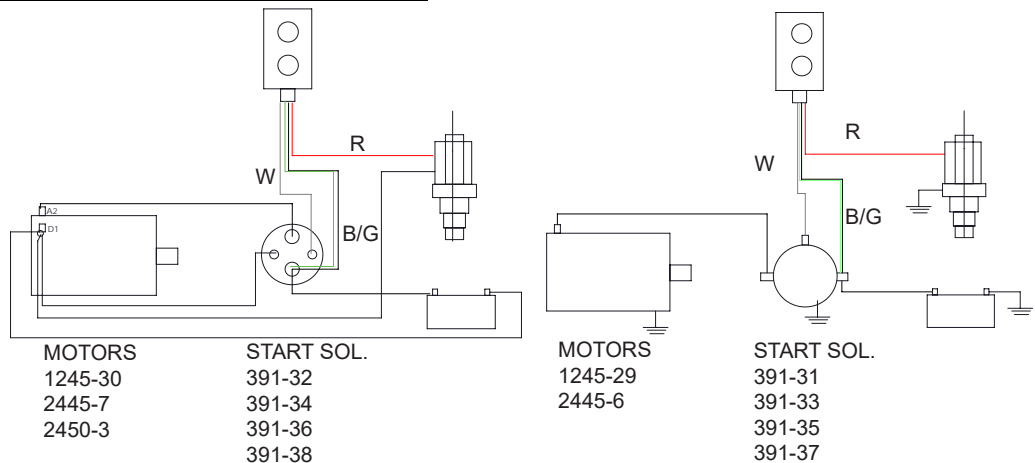 R
W
B/G
A2
D1
MOTORS
1245-30
2445-7
2450-3
START SOL.
391-32
391-34
391-36
391-38
R
W
B/G
MOTORS
1245-29
2445-6
START SOL.
391-31
391-33
391-35
391-37